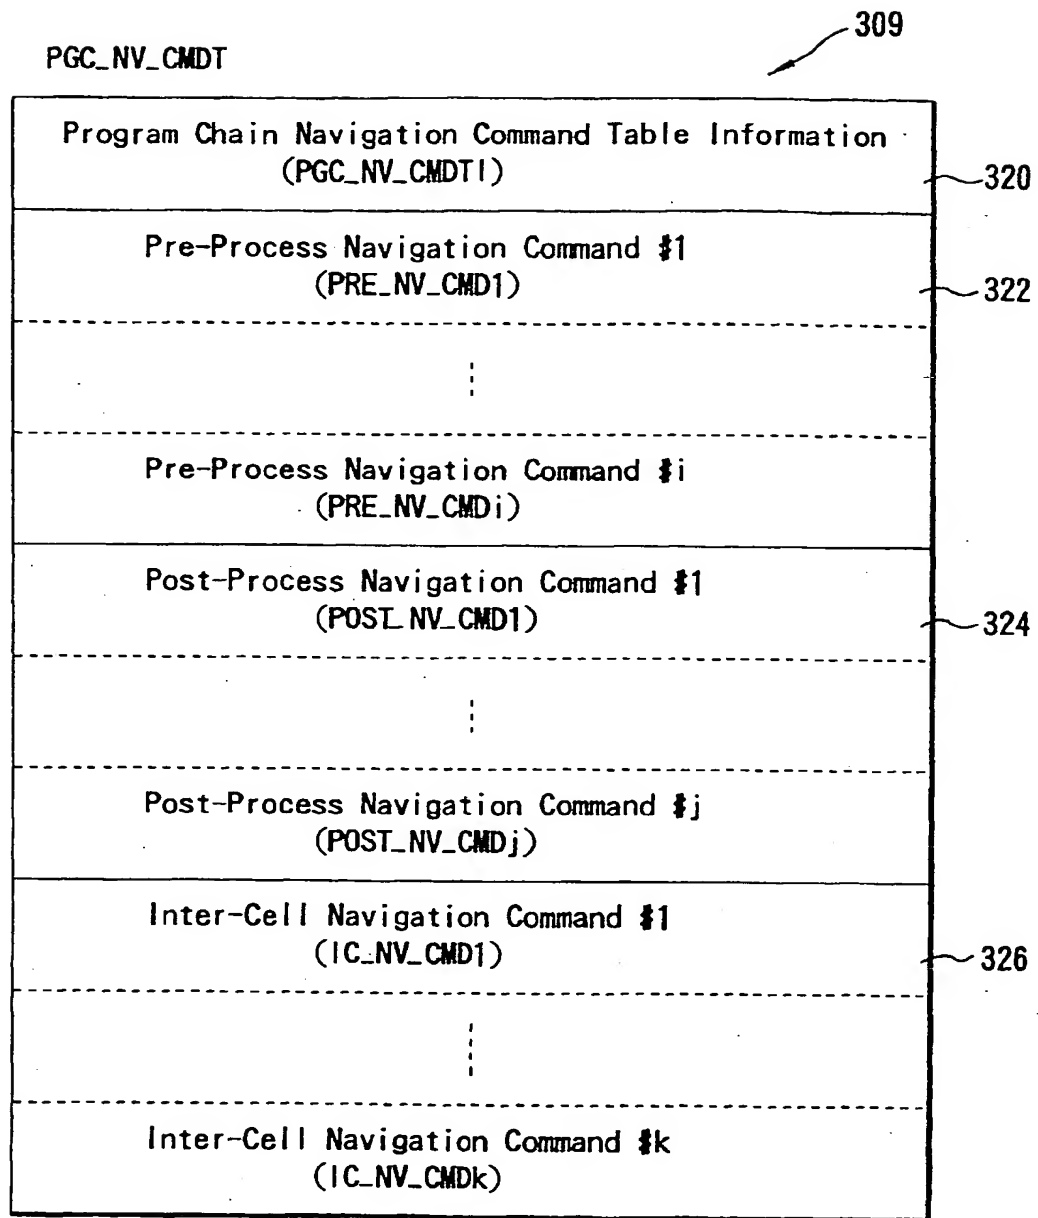 309
PGC_NV_CMDT
Program Chain Navigation Command Table Information
(PGC_NV_CMDTI)
320
Pre-Process Navigation Command #1
(PRE_NV_CMD1)
322
Pre-Process Navigation Command #i
(PRE_NV_CMDi)
Post-Process Navigation Command #1
(POST_NV_CMD1)
324
Post-Process Navigation Command #j
(POST_NV_CMDj)
Inter-Cell Navigation Command #1
(IC_NV_CMD1)
326
Inter-Cell Navigation Command #k
(IC_NV_CMDk)